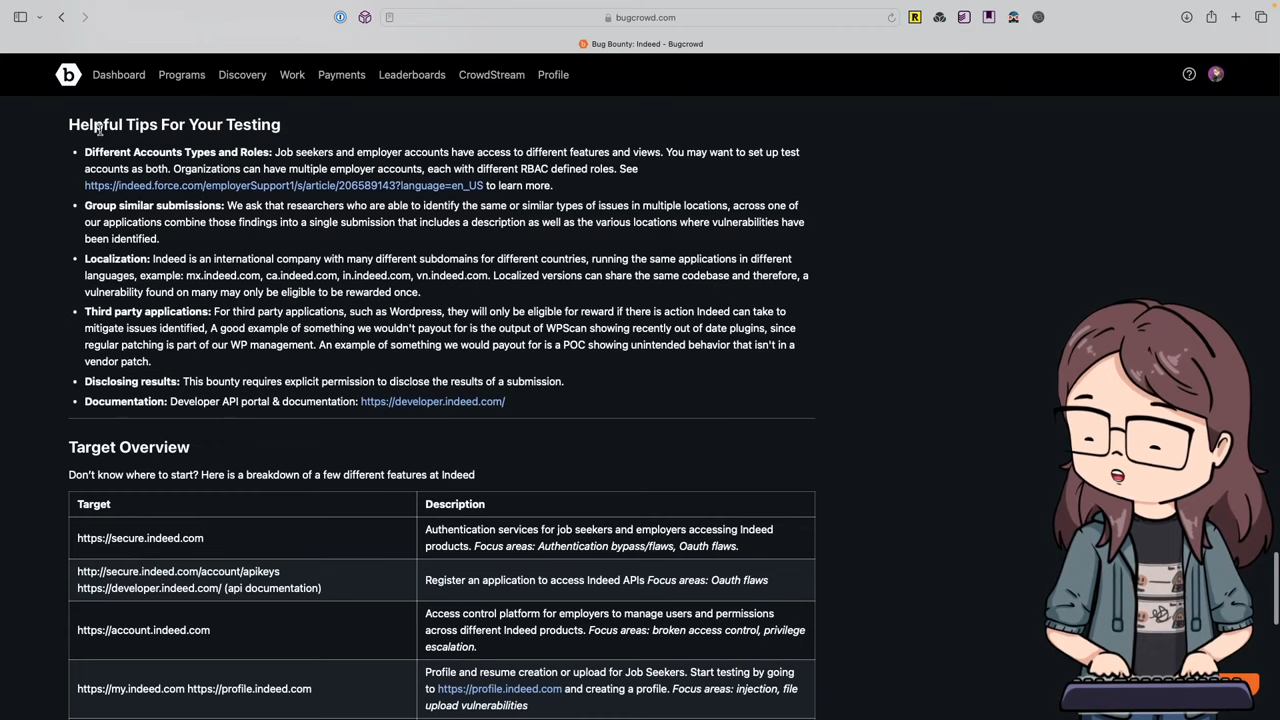 bugcrowd.com
R
b Bug Bounty: Indeed - Bugcrowd
b Dashboard Programs Discovery Work Payments Leaderboards CrowdStream Profile
Helpful Tips For Your Testing
• Different Accounts Types and Roles: Job seekers and employer accounts have access to different features and views. You may want to set up test
accounts as both. Organizations can have multiple employer accounts, each with different RBAC defined roles. See
https://indeed.force.com/employerSupport1/s/article/206589143?language=en_US to learn more.
• Group similar submissions: We ask that researchers who are able to identify the same or similar types of issues in multiple locations, across one of
our applications combine those findings into a single submission that includes a description as well as the various locations where vulnerabilities have
been identified.
• Localization: Indeed is an international company with many different subdomains for different countries, running the same applications in different
languages, example: mx.indeed.com, ca.indeed.com, in.indeed.com, vn.indeed.com. Localized versions can share the same codebase and therefore, a
vulnerability found on many may only be eligible to be rewarded once.
• Third party applications: For third party applications, such as Wordpress, they will only be eligible for reward if there is action Indeed can take to
mitigate issues identified, A good example of something we wouldn't payout for is the output of WPScan showing recently out of date plugins, since
regular patching is part of our WP management. An example of something we would payout for is a POC showing unintended behavior that isn't in a
vendor patch.
• Disclosing results: This bounty requires explicit permission to disclose the results of a submission.
• Documentation: Developer API portal & documentation: https://developer.indeed.com/
Target Overview
Don't know where to start? Here is a breakdown of a few different features at Indeed
Target Description
https://secure.indeed.com
Authentication services for job seekers and employers accessing Indeed
products. Focus areas: Authentication bypass/flaws, Oauth flaws.
http://secure.indeed.com/account/apikeys
https://developer.indeed.com/ (api documentation)
Register an application to access Indeed APIs Focus areas: Oauth flaws
https://account.indeed.com
Access control platform for employers to manage users and permissions
across different Indeed products. Focus areas: broken access control, privilege
escalation.
https://my.indeed.com https://profile.indeed.com
Profile and resume creation or upload for Job Seekers. Start testing by going
to https://profile.indeed.com and creating a profile. Focus areas: injection, file
upload vulnerabilities